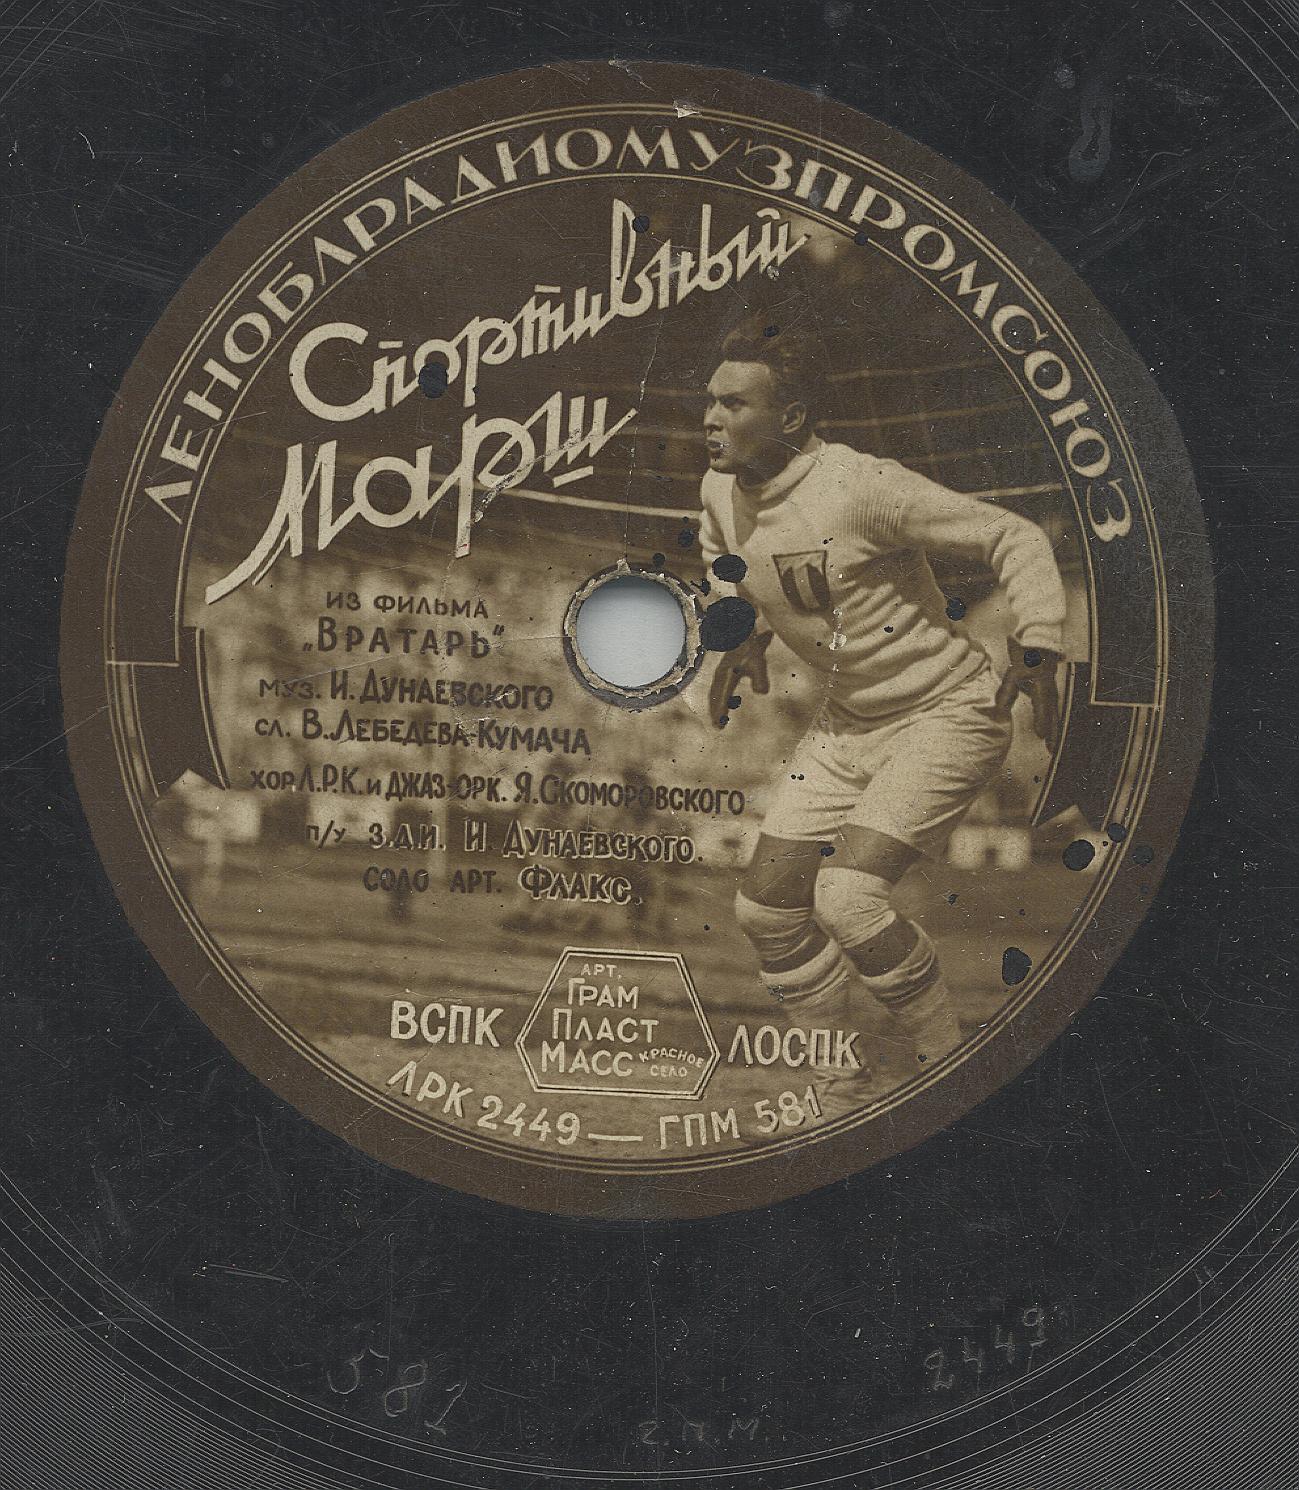 ЛЕНОБЛРАДИОМУЗПРОМСОЮЗ
Спортивный
Марш
ИЗ ФИЛЬМА
„ВРАТАРЬ“
МУЗ. И. ДУНАЕВСКОГО
СЛ. В. ЛЕБЕДЕВА-КУМАЧА
ХОР Л.Р.К. и ДЖАЗ-ОРК. Я. СКОМОРОВСКОГО
П/У З.Д.И. И. ДУНАЕВСКОГО.
СОЛО АРТ. ФЛАКС.
АРТ.
ГРАМ
ПЛАСТ
МАСС
КРАСНОЕ
СЕЛО
ВСПК
ЛОСПК
ЛРК 2449 — ГПМ 581
581
2449
Г.П.М.